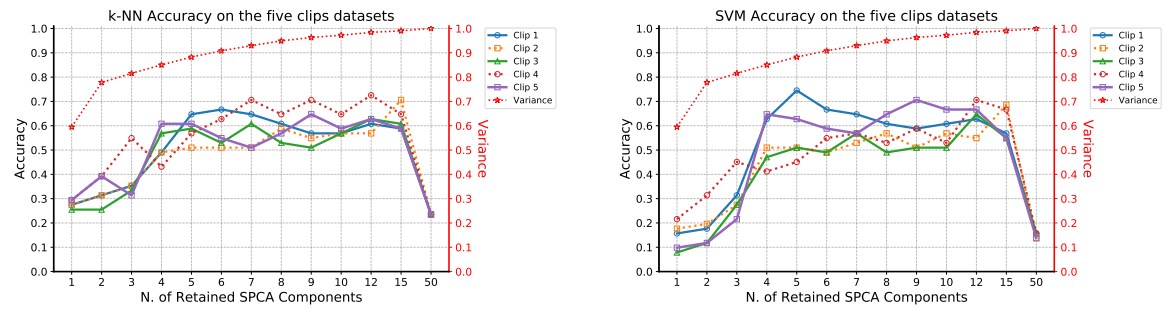 k-NN Accuracy on the five clips datasets
1.0
0.9
0.8
0.7
0.6
0.5
0.4
0.3
0.2
0.1
0.0
Accuracy
1 2 3 4 5 6 7 8 9 10 12 15 50
N. of Retained SPCA Components
1.0
0.9
0.8
0.7
0.6
0.5
0.4
0.3
0.2
0.1
0.0
Variance
Clip 1
Clip 2
Clip 3
Clip 4
Clip 5
Variance
SVM Accuracy on the five clips datasets
1.0
0.9
0.8
0.7
0.6
0.5
0.4
0.3
0.2
0.1
0.0
Accuracy
1 2 3 4 5 6 7 8 9 10 12 15 50
N. of Retained SPCA Components
1.0
0.9
0.8
0.7
0.6
0.5
0.4
0.3
0.2
0.1
0.0
Variance
Clip 1
Clip 2
Clip 3
Clip 4
Clip 5
Variance